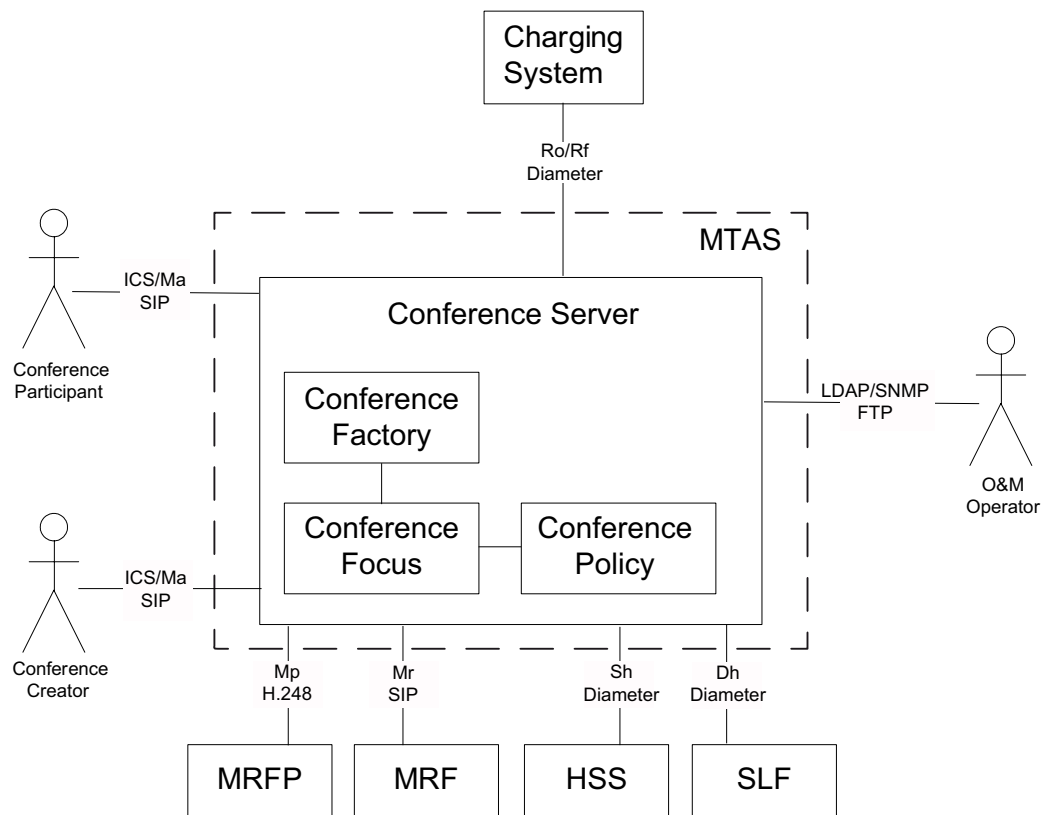 Charging
System
Ro/Rf
Diameter
MTAS
ICS/Ma
SIP
Conference
Participant
Conference Server
LDAP/SNMP
FTP
O&M
Operator
Conference
Factory
Conference
Focus
Conference
Policy
ICS/Ma
SIP
Conference
Creator
Mp
H.248
Mr
SIP
Sh
Diameter
Dh
Diameter
MRFP
MRF
HSS
SLF